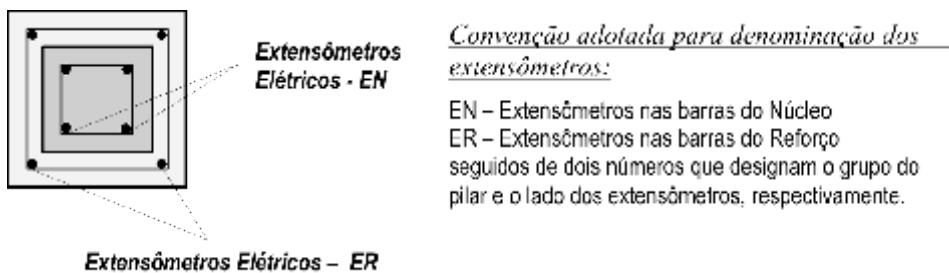 Extensômetros
Elétricos - EN
Extensômetros Elétricos – ER
Convenção adotada para denominação dos
extensômetros:
EN – Extensômetros nas barras do Núcleo
ER – Extensômetros nas barras do Reforço
seguidos de dois números que designam o grupo do
pilar e o lado dos extensômetros, respectivamente.